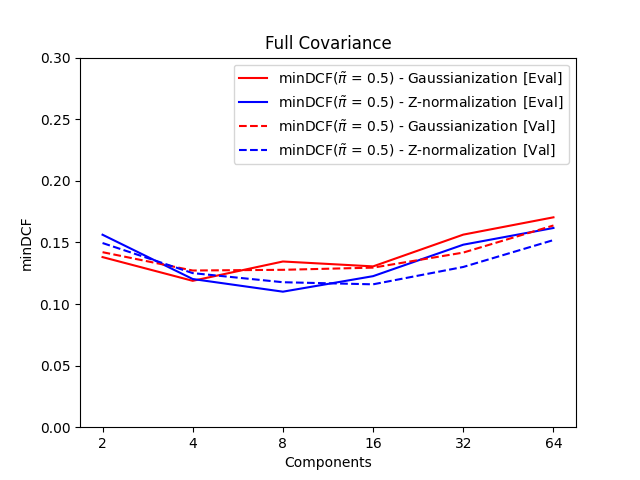 Full Covariance
minDCF(π̃ = 0.5) - Gaussianization [Eval]
minDCF(π̃ = 0.5) - Z-normalization [Eval]
minDCF(π̃ = 0.5) - Gaussianization [Val]
minDCF(π̃ = 0.5) - Z-normalization [Val]
minDCF
0.30
0.25
0.20
0.15
0.10
0.05
0.00
2 4 8 16 32 64
Components